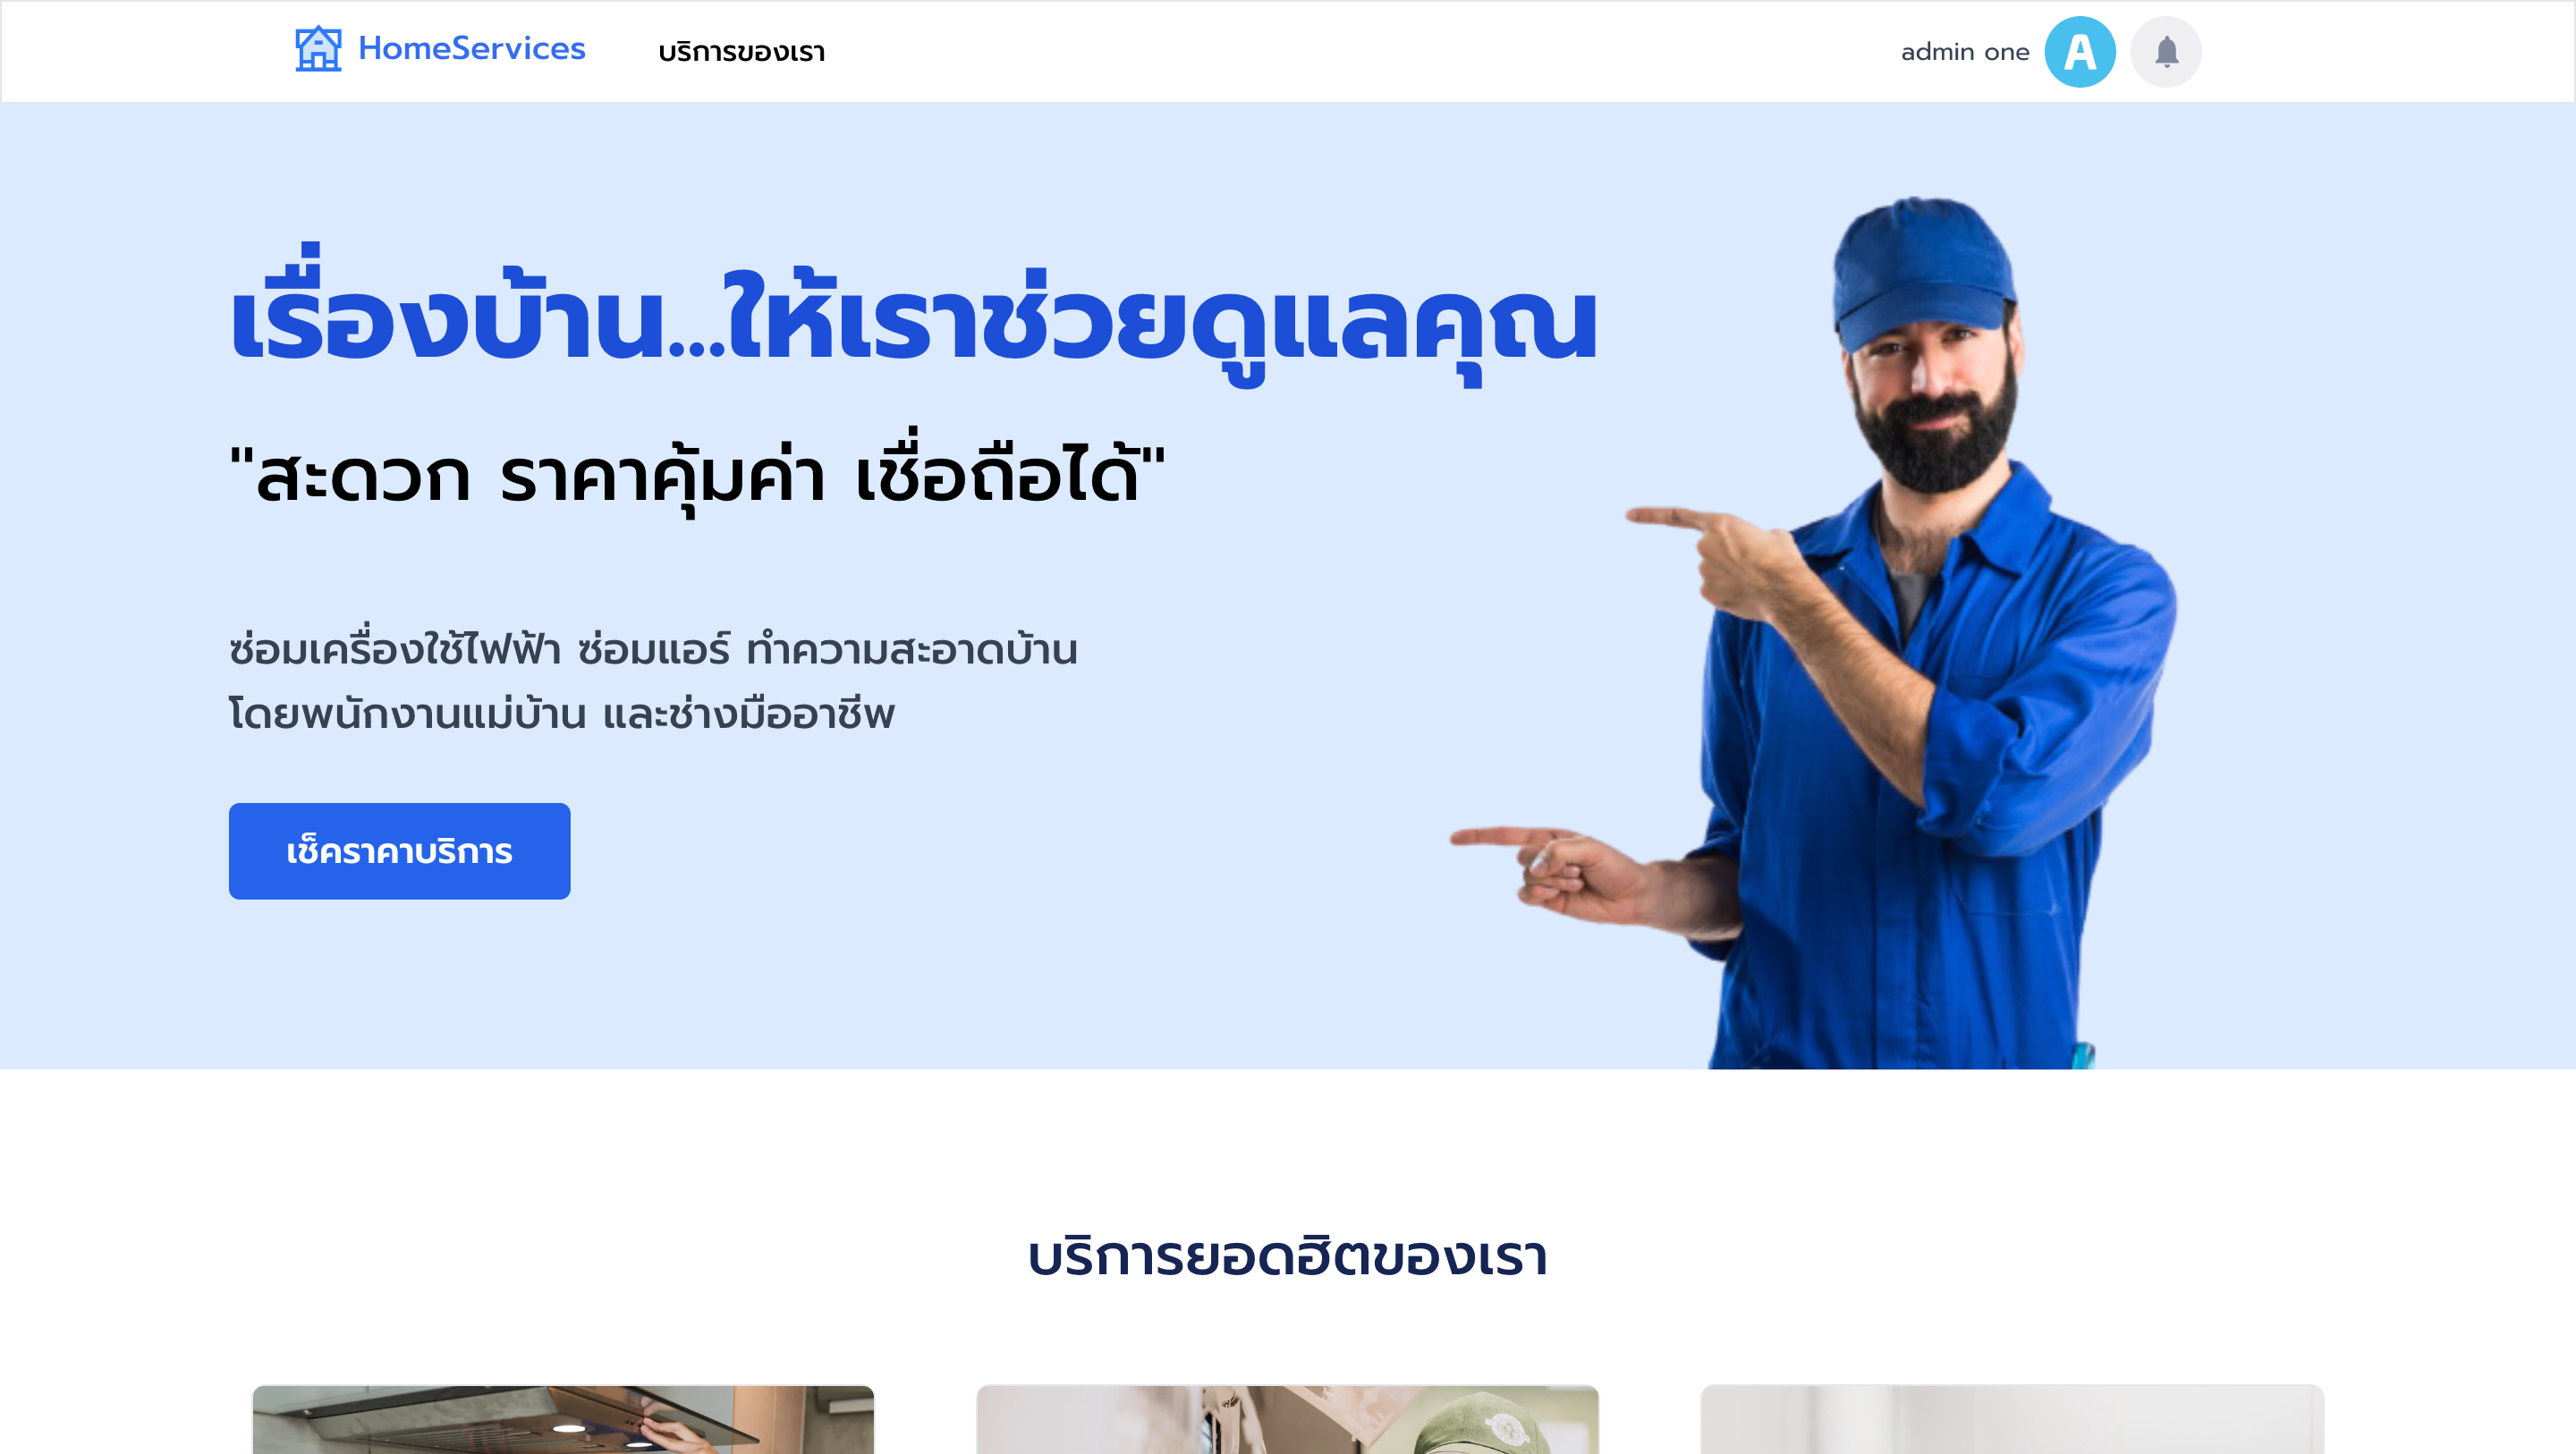 HomeServices
บริการของเรา
admin one
A
เรื่องบ้าน...ให้เราช่วยดูแลคุณ
"สะดวก ราคาคุ้มค่า เชื่อถือได้"
ซ่อมเครื่องใช้ไฟฟ้า ซ่อมแอร์ ทำความสะอาดบ้าน
โดยพนักงานแม่บ้าน และช่างมืออาชีพ
เช็คราคาบริการ
บริการยอดฮิตของเรา